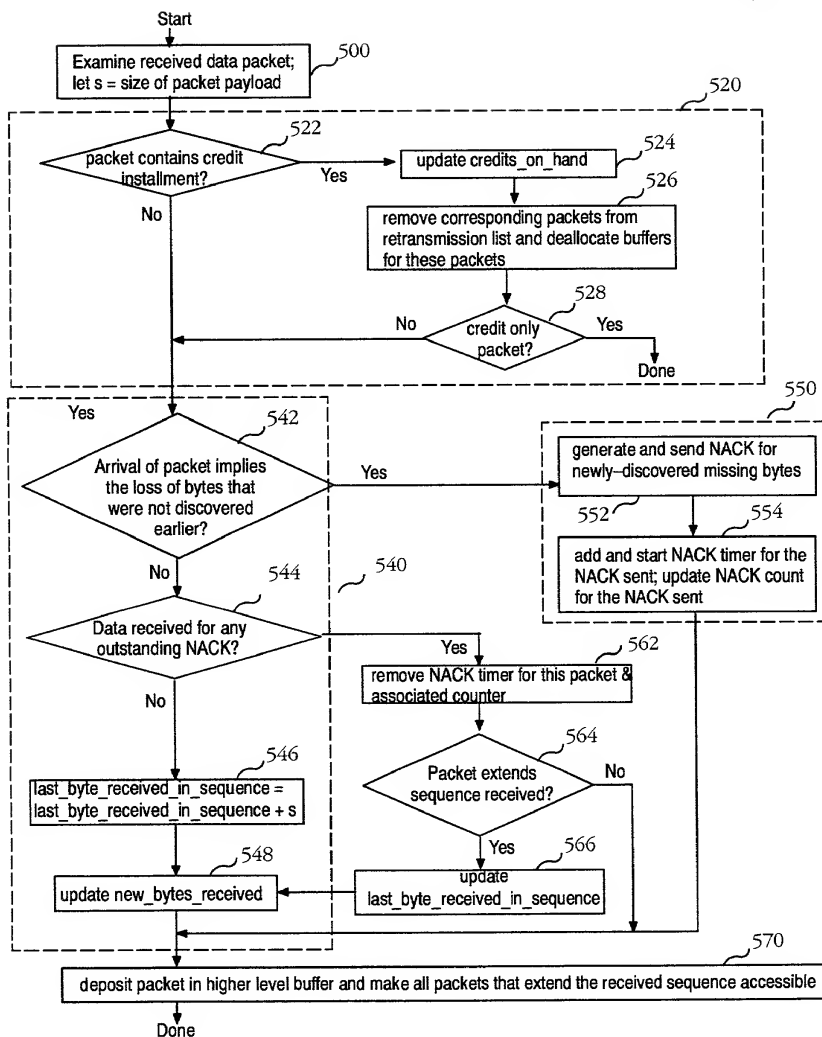 Start
Examine received data packet;
let s = size of packet payload
500
520
522
packet contains credit
installment?
Yes
update credits_on_hand
524
No
526
remove corresponding packets from
retransmission list and deallocate buffers
for these packets
528
No
credit only
packet?
Yes
Done
Yes
542
550
Arrival of packet implies
the loss of bytes that
were not discovered
earlier?
Yes
generate and send NACK for
newly-discovered missing bytes
552
554
No
544
540
add and start NACK timer for the
NACK sent; update NACK count
for the NACK sent
Data received for any
outstanding NACK?
Yes
562
remove NACK timer for this packet &
associated counter
No
564
546
Packet extends
sequence received?
No
last_byte_received_in_sequence =
last_byte_received_in_sequence + s
Yes
566
548
update
last_byte_received_in_sequence
update new_bytes_received
570
deposit packet in higher level buffer and make all packets that extend the received sequence accessible
Done